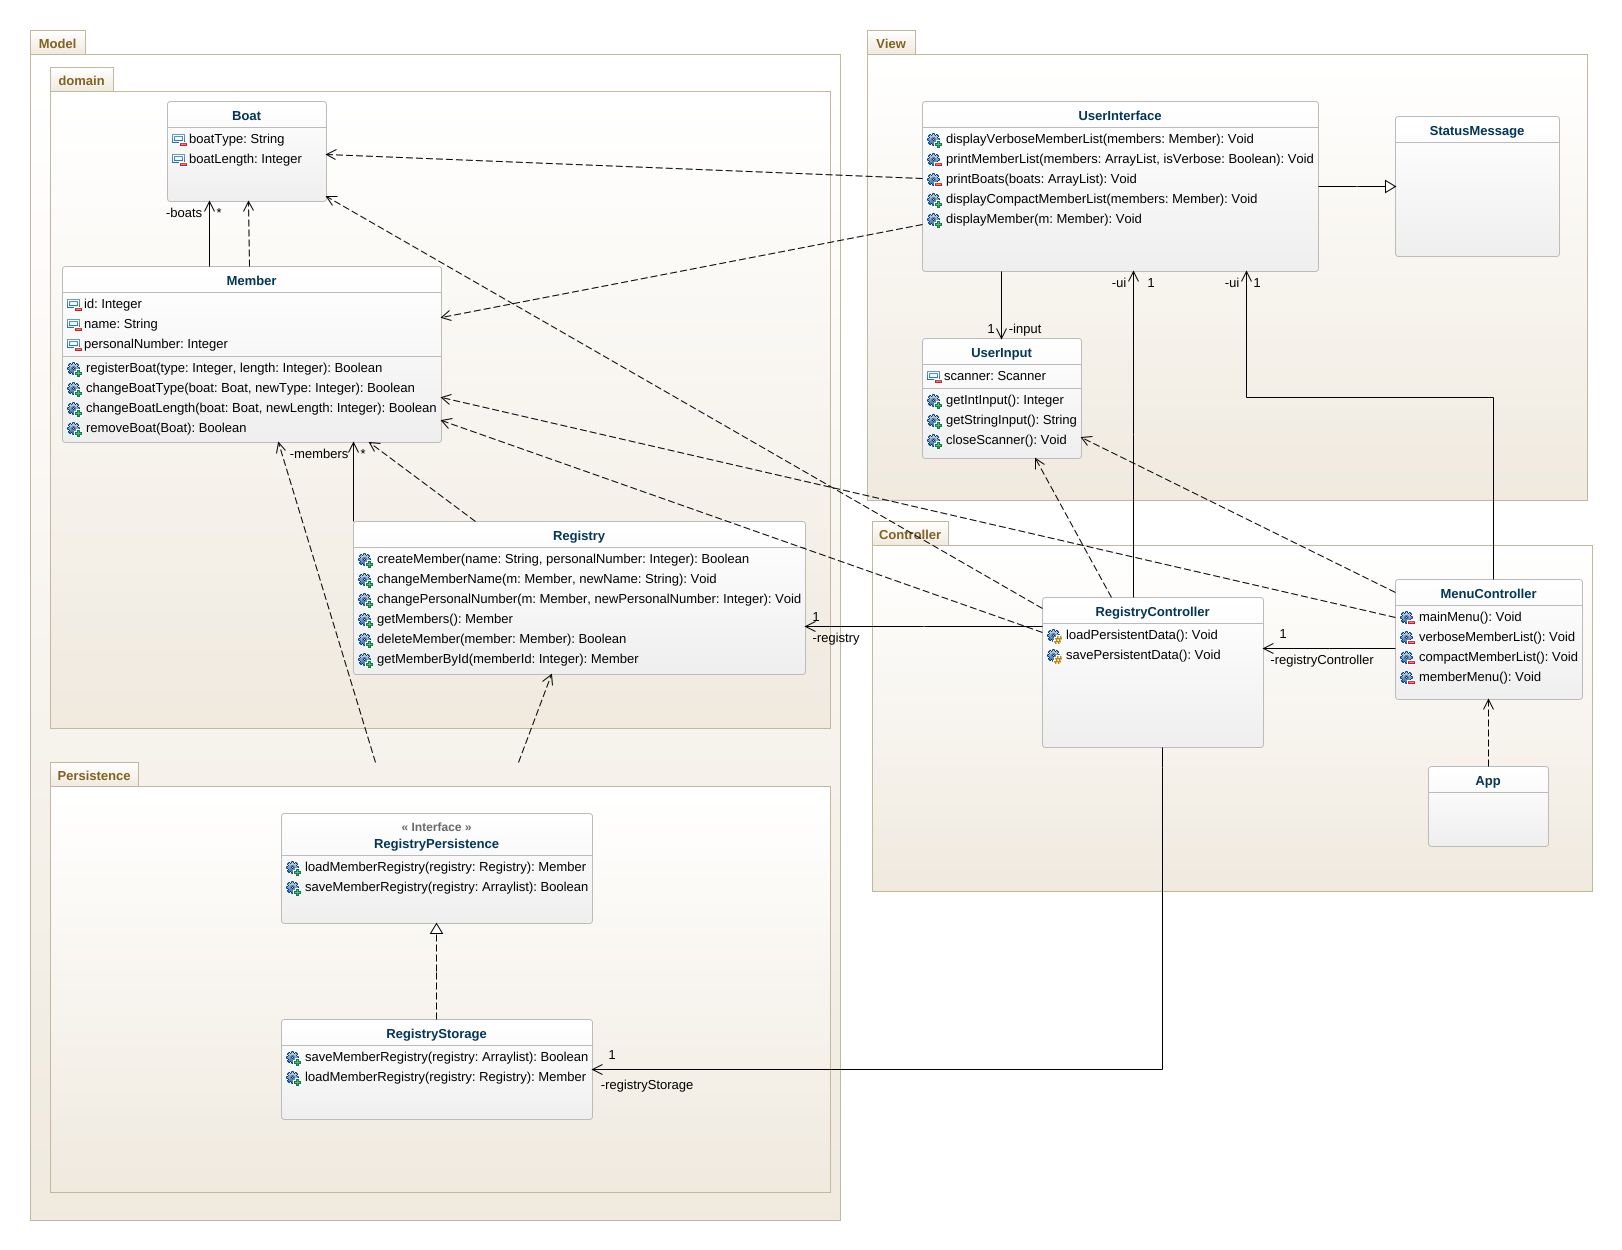 Model
domain
Boat
boatType: String
boatLength: Integer
-boats
*
Member
id: Integer
name: String
personalNumber: Integer
registerBoat(type: Integer, length: Integer): Boolean
changeBoatType(boat: Boat, newType: Integer): Boolean
changeBoatLength(boat: Boat, newLength: Integer): Boolean
removeBoat(Boat): Boolean
-members
*
Registry
createMember(name: String, personalNumber: Integer): Boolean
changeMemberName(m: Member, newName: String): Void
changePersonalNumber(m: Member, newPersonalNumber: Integer): Void
getMembers(): Member
deleteMember(member: Member): Boolean
getMemberById(memberId: Integer): Member
1
-registry
Persistence
« Interface »
RegistryPersistence
loadMemberRegistry(registry: Registry): Member
saveMemberRegistry(registry: Arraylist): Boolean
RegistryStorage
saveMemberRegistry(registry: Arraylist): Boolean
loadMemberRegistry(registry: Registry): Member
1
-registryStorage
View
UserInterface
displayVerboseMemberList(members: Member): Void
printMemberList(members: ArrayList, isVerbose: Boolean): Void
printBoats(boats: ArrayList): Void
displayCompactMemberList(members: Member): Void
displayMember(m: Member): Void
StatusMessage
-ui
1
-ui
1
1
-input
UserInput
scanner: Scanner
getIntInput(): Integer
getStringInput(): String
closeScanner(): Void
Controller
RegistryController
loadPersistentData(): Void
savePersistentData(): Void
1
-registryController
MenuController
mainMenu(): Void
verboseMemberList(): Void
compactMemberList(): Void
memberMenu(): Void
App